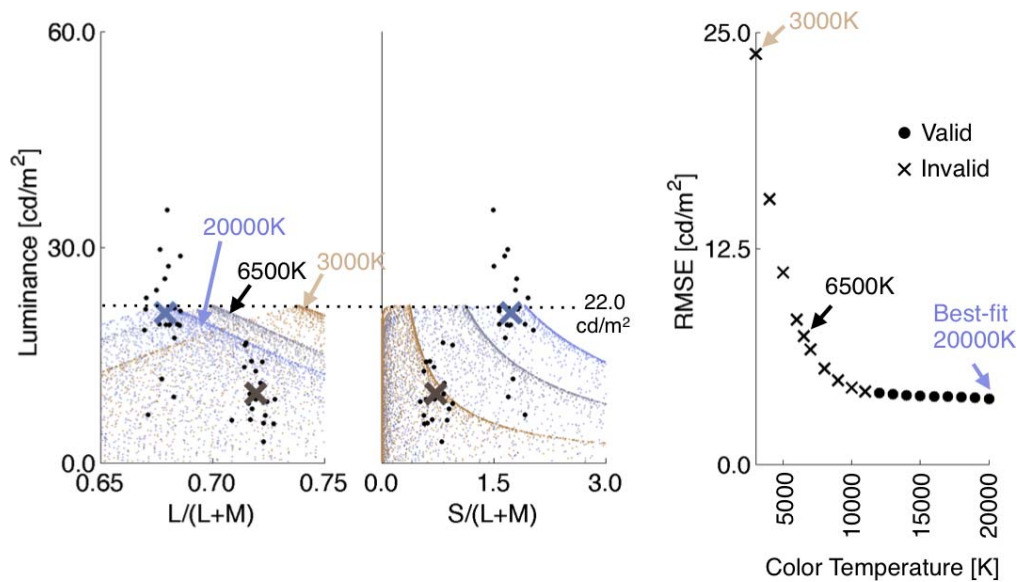 60.0
30.0
0.0
Luminance [cd/m²]
20000K
6500K
3000K
0.65
0.70
0.75
L/(L+M)
22.0
cd/m²
0.0
1.5
3.0
S/(L+M)
25.0
12.5
0.0
RMSE [cd/m²]
3000K
Valid
Invalid
6500K
Best-fit
20000K
5000
10000
15000
20000
Color Temperature [K]